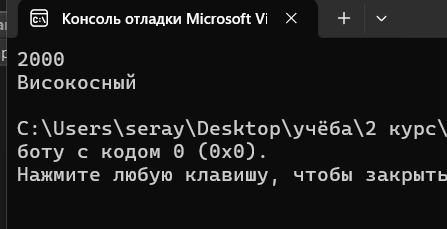 Консоль отладки Microsoft Vi
2000
Високосный
C:\Users\seray\Desktop\учёба\2 курс\
боту с кодом 0 (0x0).
Нажмите любую клавишу, чтобы закрыть